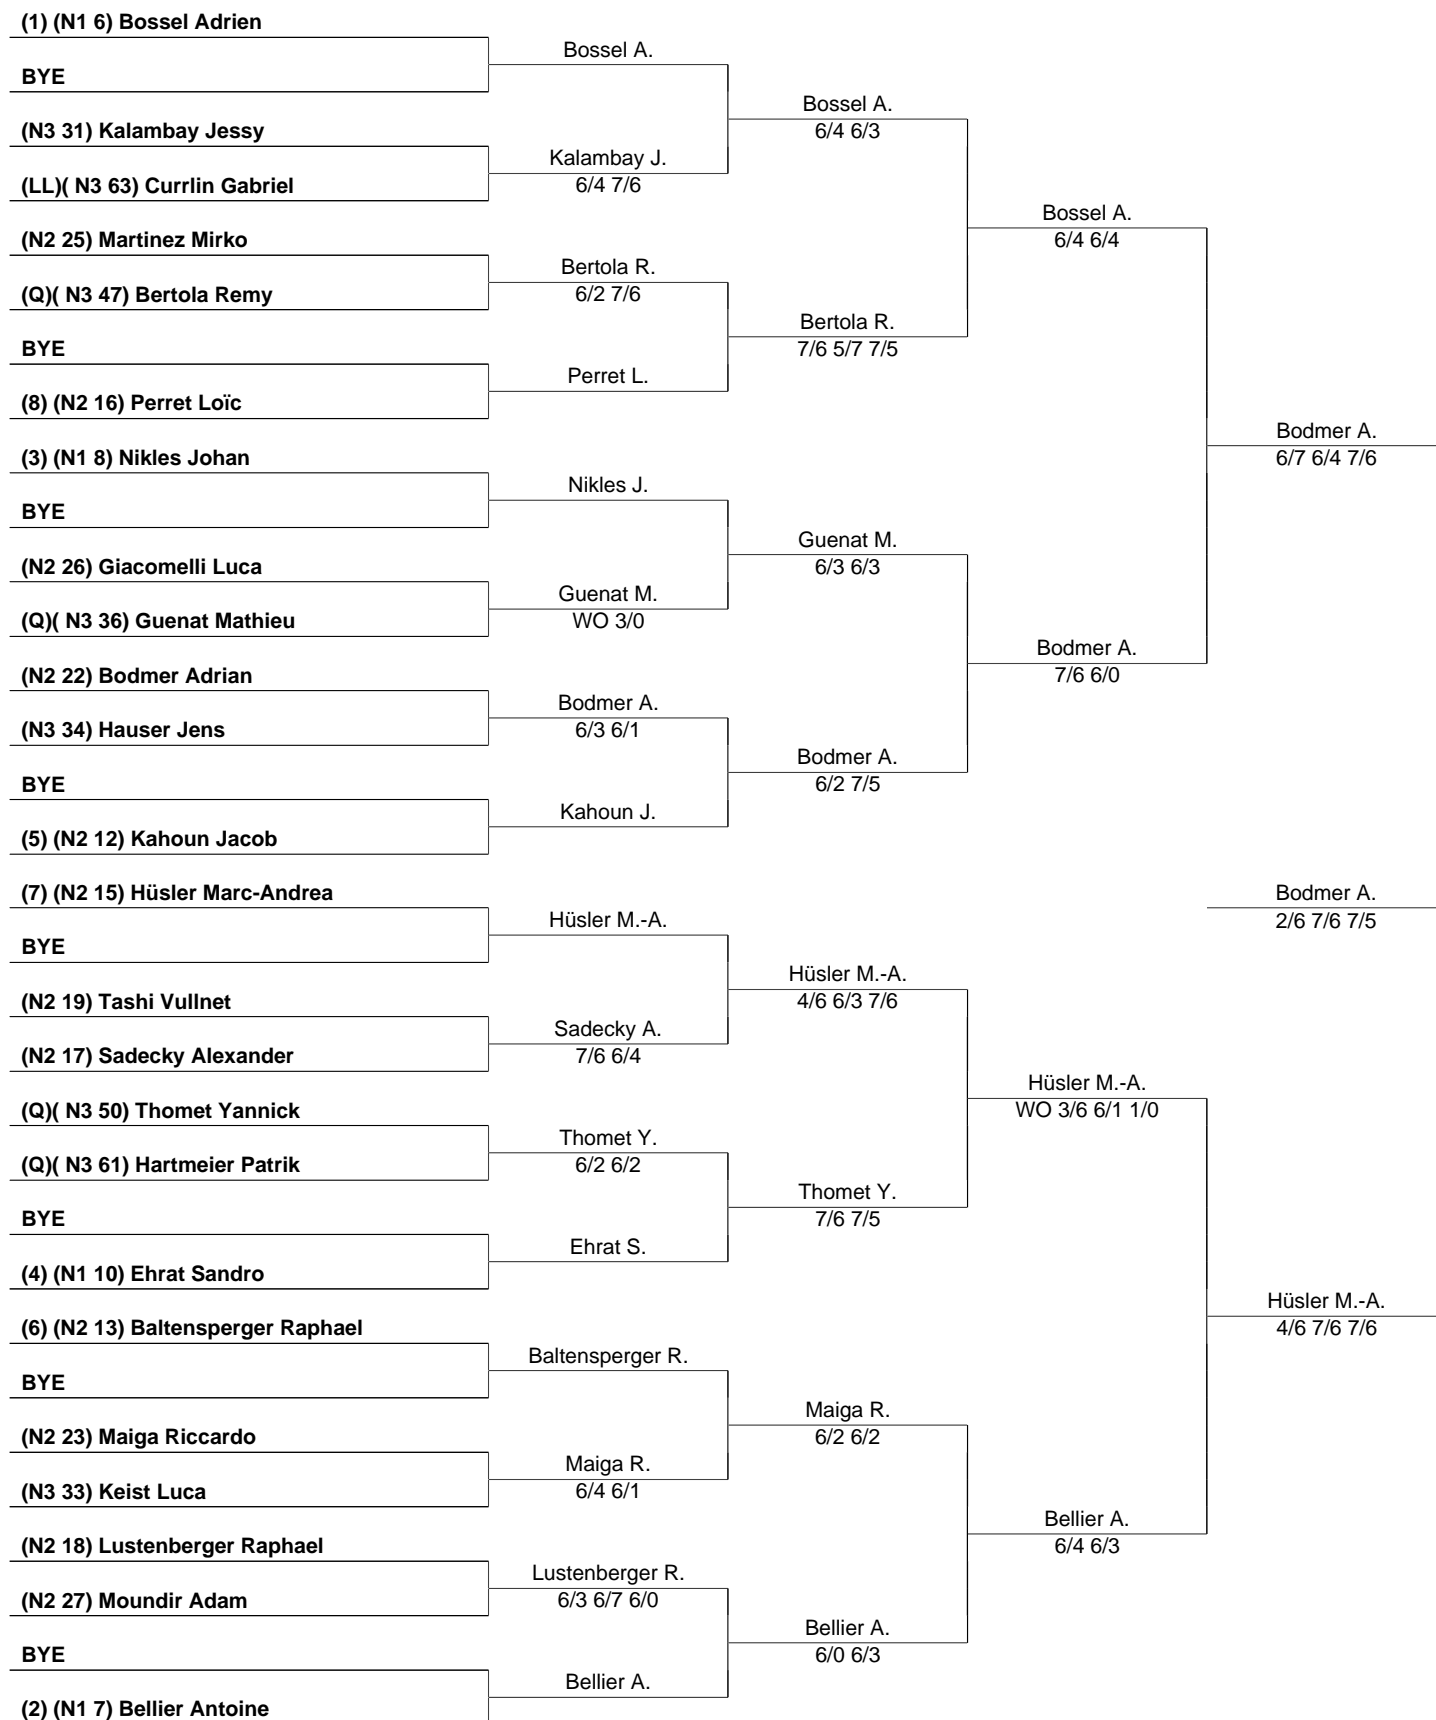 (1) (N1 6) Bossel Adrien
Bossel A.
BYE
Bossel A.
6/4 6/3
(N3 31) Kalambay Jessy
Kalambay J.
6/4 7/6
(LL)( N3 63) Currlin Gabriel
Bossel A.
6/4 6/4
(N2 25) Martinez Mirko
Bertola R.
6/2 7/6
(Q)( N3 47) Bertola Remy
Bertola R.
7/6 5/7 7/5
BYE
Perret L.
(8) (N2 16) Perret Loïc
Bodmer A.
6/7 6/4 7/6
(3) (N1 8) Nikles Johan
Nikles J.
BYE
Guenat M.
6/3 6/3
(N2 26) Giacomelli Luca
Guenat M.
WO 3/0
(Q)( N3 36) Guenat Mathieu
Bodmer A.
7/6 6/0
(N2 22) Bodmer Adrian
Bodmer A.
6/3 6/1
(N3 34) Hauser Jens
Bodmer A.
6/2 7/5
BYE
Kahoun J.
(5) (N2 12) Kahoun Jacob
(7) (N2 15) Hüsler Marc-Andrea
Bodmer A.
2/6 7/6 7/5
Hüsler M.-A.
BYE
Hüsler M.-A.
4/6 6/3 7/6
(N2 19) Tashi Vullnet
Sadecky A.
7/6 6/4
(N2 17) Sadecky Alexander
Hüsler M.-A.
WO 3/6 6/1 1/0
(Q)( N3 50) Thomet Yannick
Thomet Y.
6/2 6/2
(Q)( N3 61) Hartmeier Patrik
Thomet Y.
7/6 7/5
BYE
Ehrat S.
(4) (N1 10) Ehrat Sandro
Hüsler M.-A.
4/6 7/6 7/6
(6) (N2 13) Baltensperger Raphael
Baltensperger R.
BYE
Maiga R.
6/2 6/2
(N2 23) Maiga Riccardo
Maiga R.
6/4 6/1
(N3 33) Keist Luca
Bellier A.
6/4 6/3
(N2 18) Lustenberger Raphael
Lustenberger R.
6/3 6/7 6/0
(N2 27) Moundir Adam
Bellier A.
6/0 6/3
BYE
Bellier A.
(2) (N1 7) Bellier Antoine